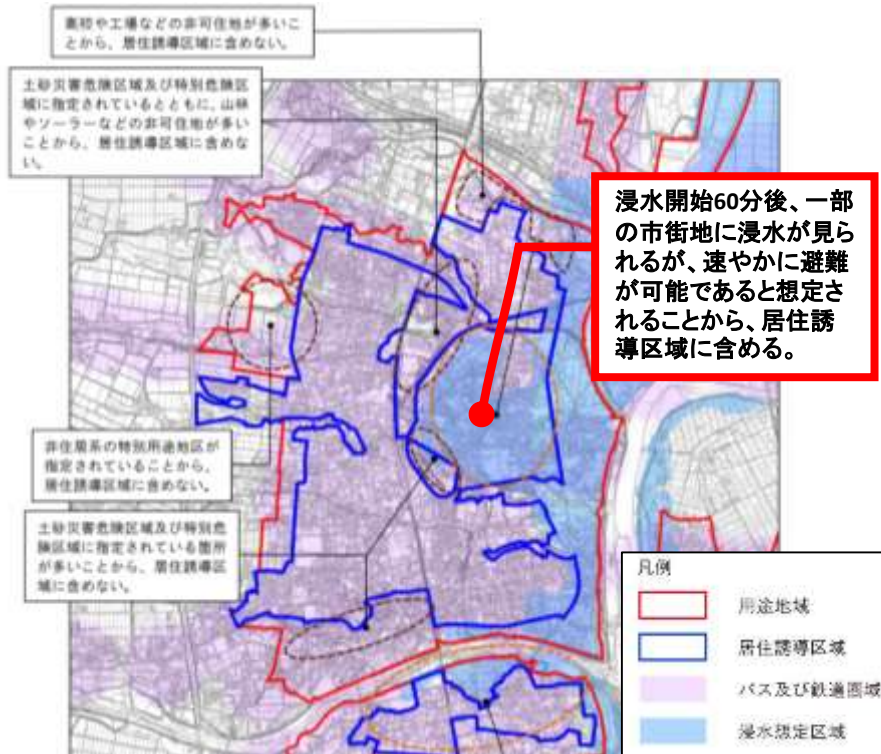 高校や工場などの非可住地が多いこ
とから、居住誘導区域に含めない。
土砂災害危険区域及び特別危険区
域に指定されているとともに、山林
やソーラーなどの非可住地が多い
ことから、居住誘導区域に含めな
い。
浸水開始60分後、一部
の市街地に浸水が見ら
れるが、速やかに避難
が可能であると想定さ
れることから、居住誘
導区域に含める。
非住居系の特別用途地区が
指定されていることから、
居住誘導区域に含めない。
土砂災害危険区域及び特別危
険区域に指定されている箇所
が多いことから、居住誘導区
域に含めない。
凡例
用途地域
居住誘導区域
バス及び鉄道圏域
浸水想定区域